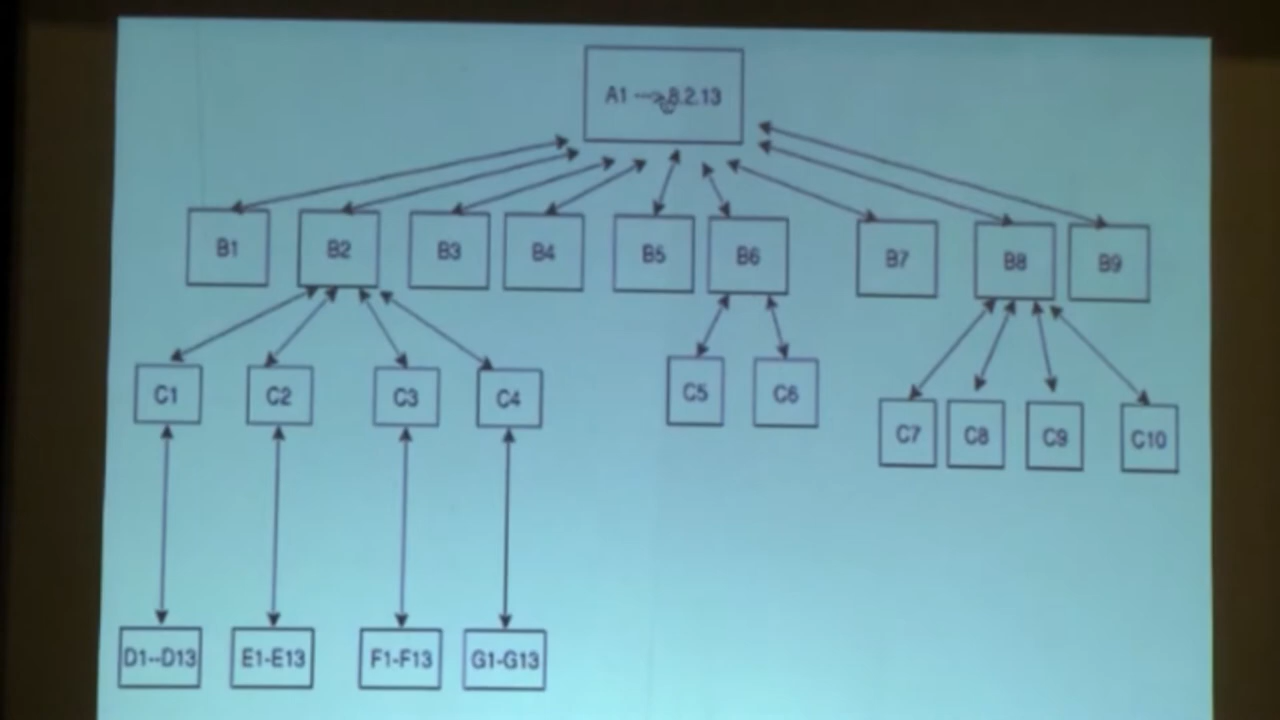 A1 --->8.2.13
B1 B2 B3 B4 B5 B6 B7 B8 B9
C1 C2 C3 C4 C5 C6 C7 C8 C9 C10
D1--D13 E1-E13 F1-F13 G1-G13